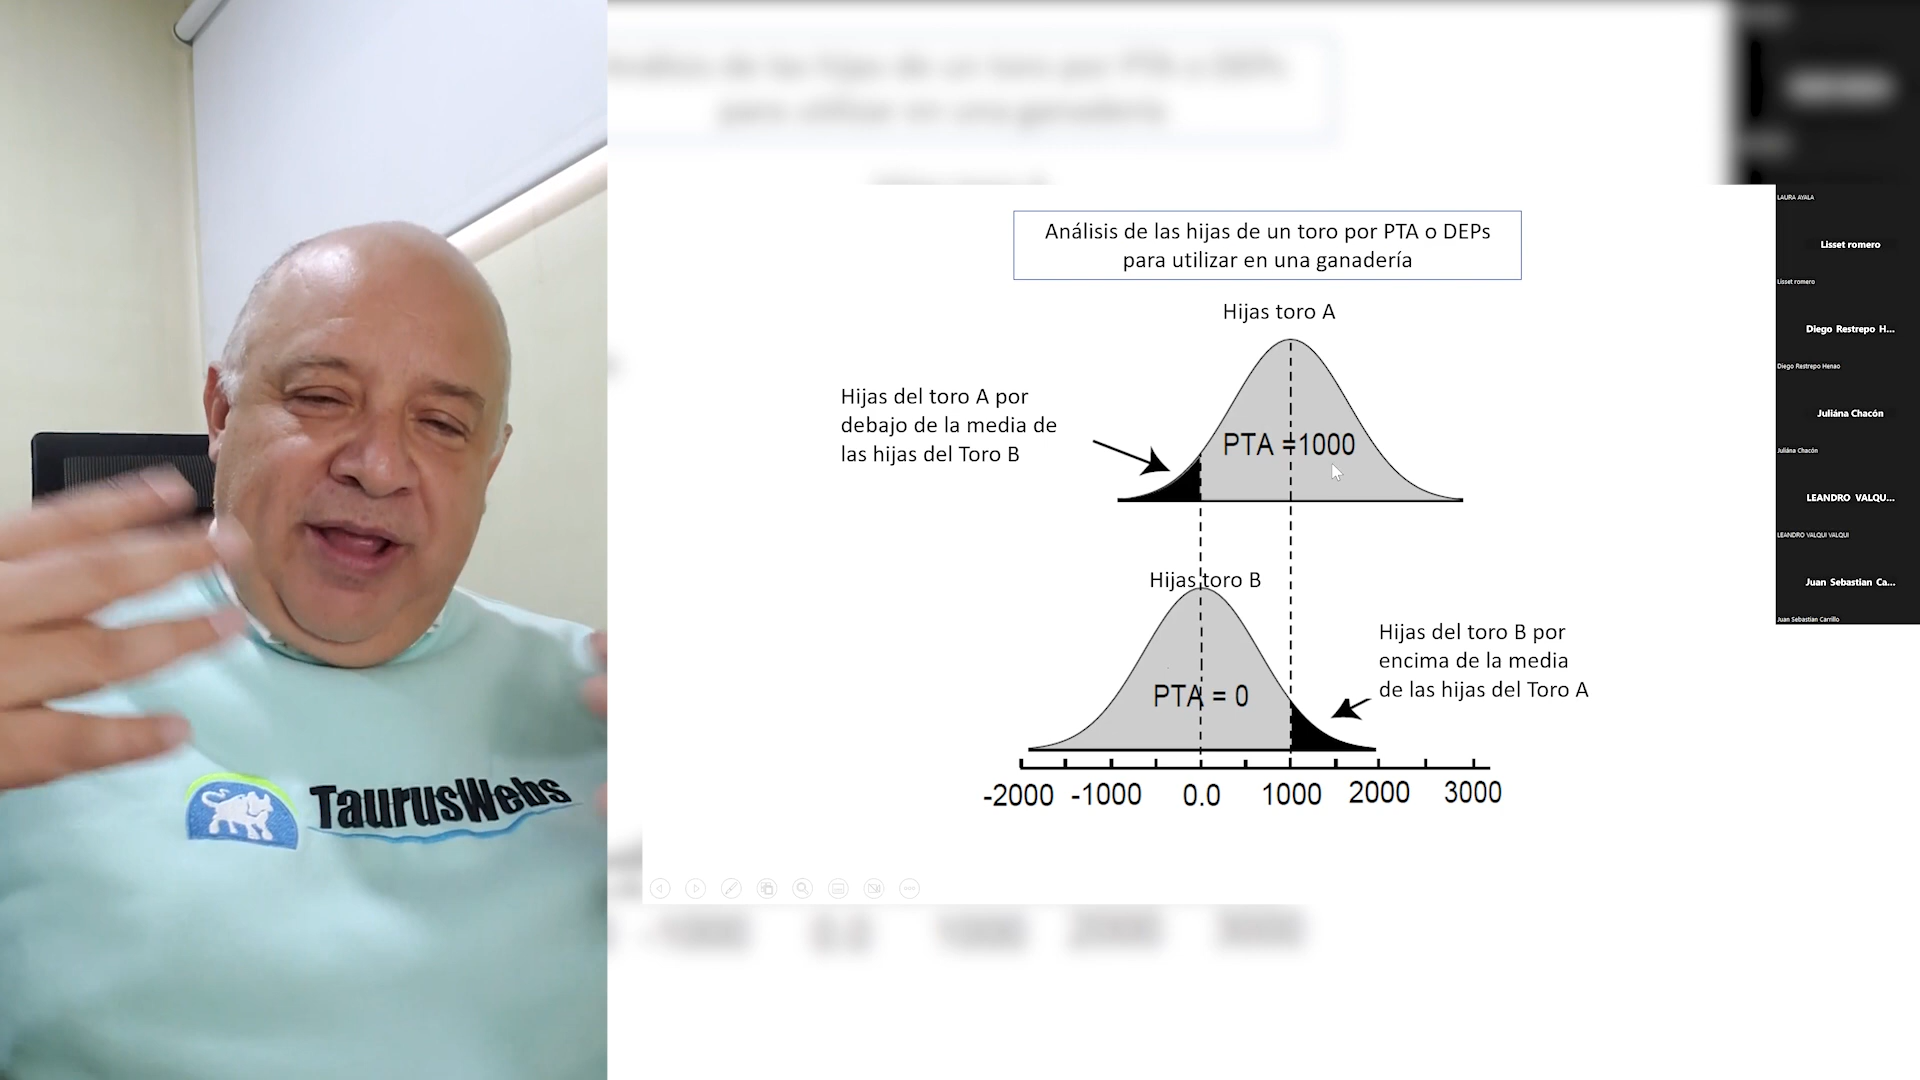 Análisis de las hijas de un toro por PTA o DEPs
para utilizar en una ganadería
Hijas toro A
Hijas del toro A por
debajo de la media de
las hijas del Toro B
PTA =1000
Hijas toro B
Hijas del toro B por
encima de la media
de las hijas del Toro A
PTA = 0
-2000 -1000 0.0 1000 2000 3000
TaurusWebs
LAURA AYALA
Lisset romero
Lisset romero
Diego Restrepo H...
Diego Restrepo Henao
Juliána Chacón
Juliána Chacón
LEANDRO VALQU...
LEANDRO VALQUI VALQUI
Juan Sebastian Ca...
Juan Sebastian Carrillo